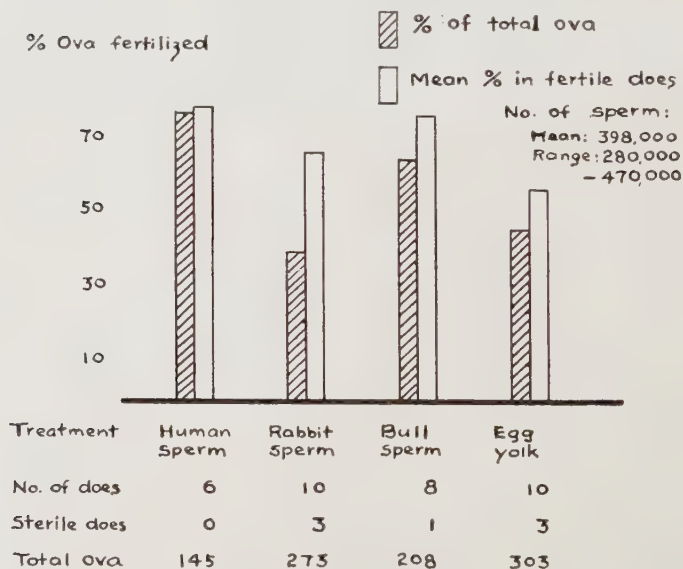 % Ova fertilized
% of total ova
Mean % in fertile does
No. of sperm:
Mean: 398,000
Range: 280,000
- 470,000
70
50
30
10
Treatment Human sperm Rabbit sperm Bull sperm Egg yolk
No. of does 6 10 8 10
Sterile does 0 3 1 3
Total ova 145 273 208 303